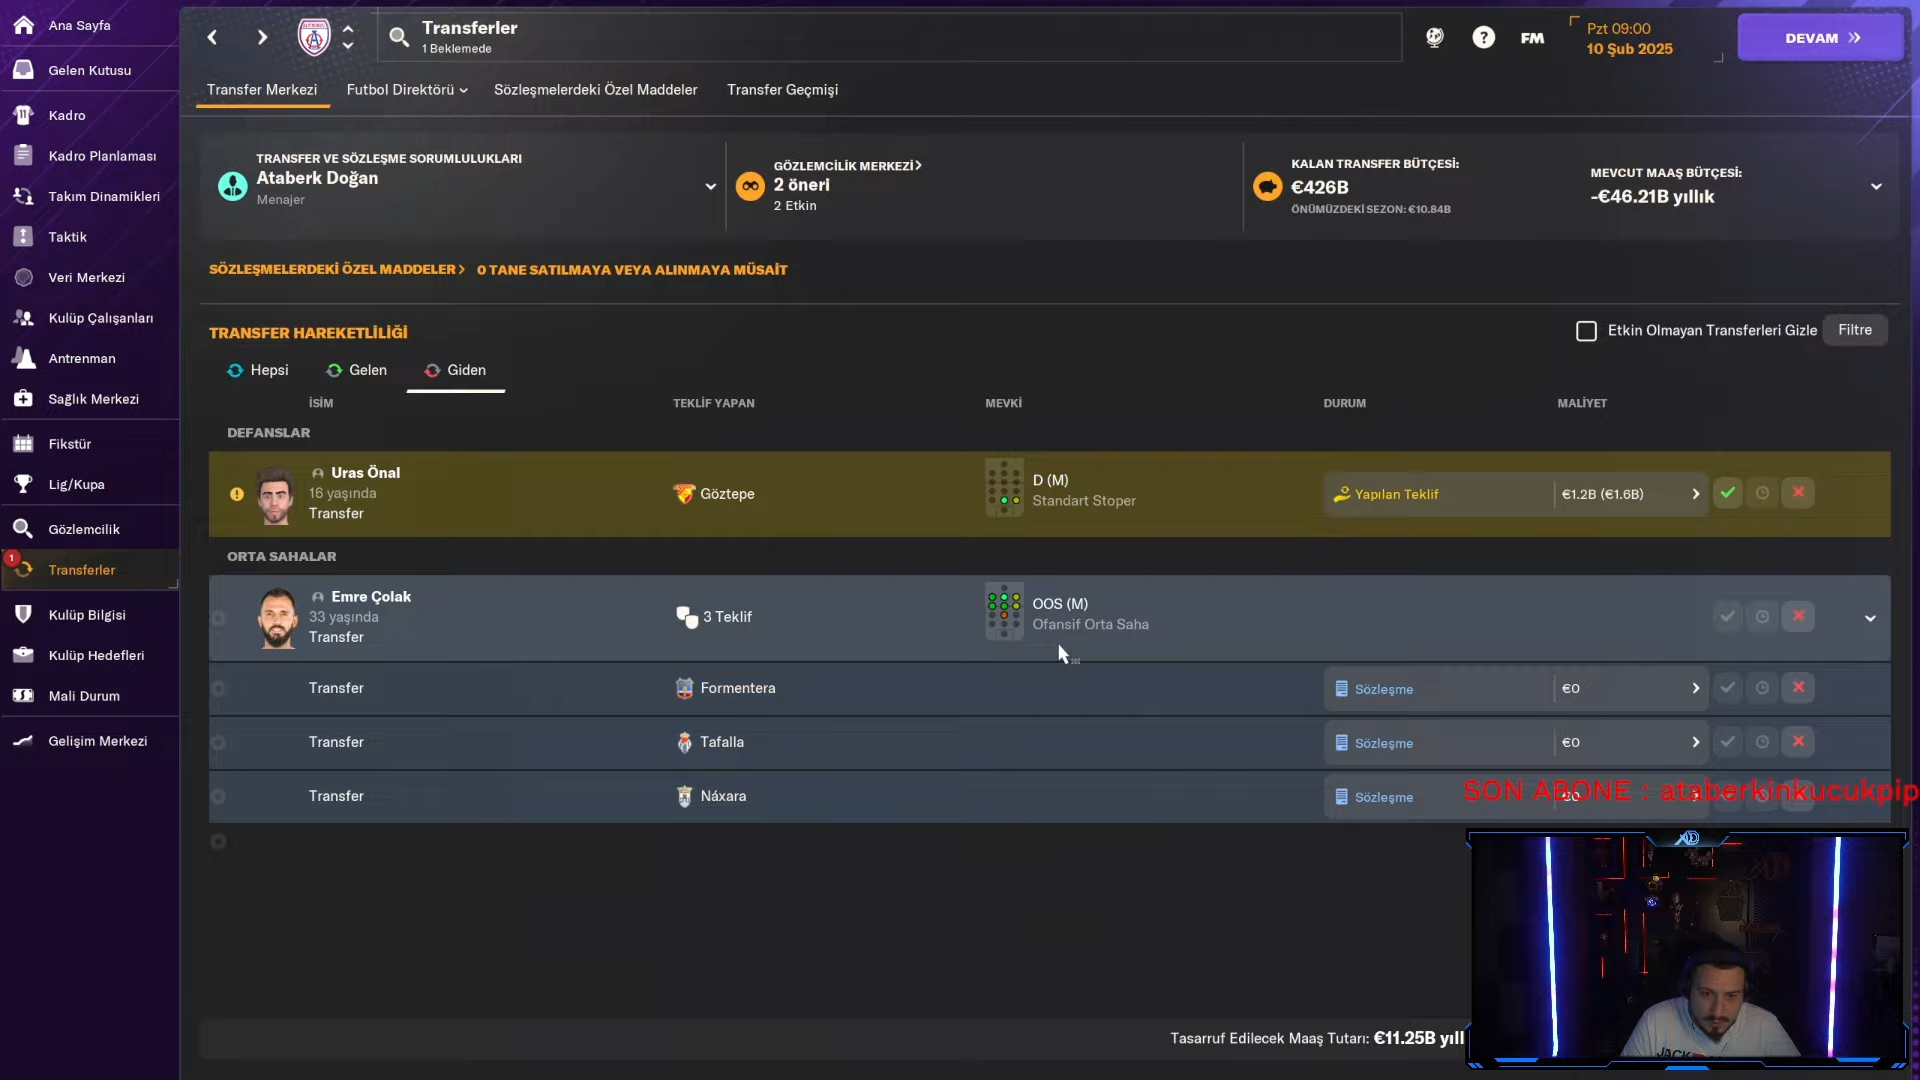 Ana Sayfa
Gelen Kutusu
Kadro
Kadro Planlaması
Takım Dinamikleri
Taktik
Veri Merkezi
Kulüp Çalışanları
Antrenman
Sağlık Merkezi
Fikstür
Lig/Kupa
Gözlemcilik
1
Transferler
Kulüp Bilgisi
Kulüp Hedefleri
Mali Durum
Gelişim Merkezi
Transferler
1 Beklemede
?
FM
Pzt 09:00
10 Şub 2025
DEVAM
Transfer Merkezi
Futbol Direktörü
Sözleşmelerdeki Özel Maddeler
Transfer Geçmişi
TRANSFER VE SÖZLEŞME SORUMLULUKLARI
Ataberk Doğan
Menajer
GÖZLEMCİLİK MERKEZİ
2 öneri
2 Etkin
KALAN TRANSFER BÜTÇESİ:
€426B
ÖNÜMÜZDEKİ SEZON: €10.84B
MEVCUT MAAŞ BÜTÇESİ:
-€46.21B yıllık
SÖZLEŞMELERDEKİ ÖZEL MADDELER
0 TANE SATILMAYA VEYA ALINMAYA MÜSAİT
TRANSFER HAREKETLİLİĞİ
Etkin Olmayan Transferleri Gizle
Filtre
Hepsi
Gelen
Giden
İSİM
TEKLİF YAPAN
MEVKİ
DURUM
MALİYET
DEFANSLAR
Uras Önal
16 yaşında
Transfer
Göztepe
D (M)
Standart Stoper
Yapılan Teklif
€1.2B (€1.6B)
ORTA SAHALAR
Emre Çolak
33 yaşında
Transfer
3 Teklif
OOS (M)
Ofansif Orta Saha
Transfer
Formentera
Sözleşme
€0
Transfer
Tafalla
Sözleşme
€0
Transfer
Náxara
Sözleşme
€0
SON ABONE : ataberkinkucukpip
Tasarruf Edilecek Maaş Tutarı: €11.25B yıll